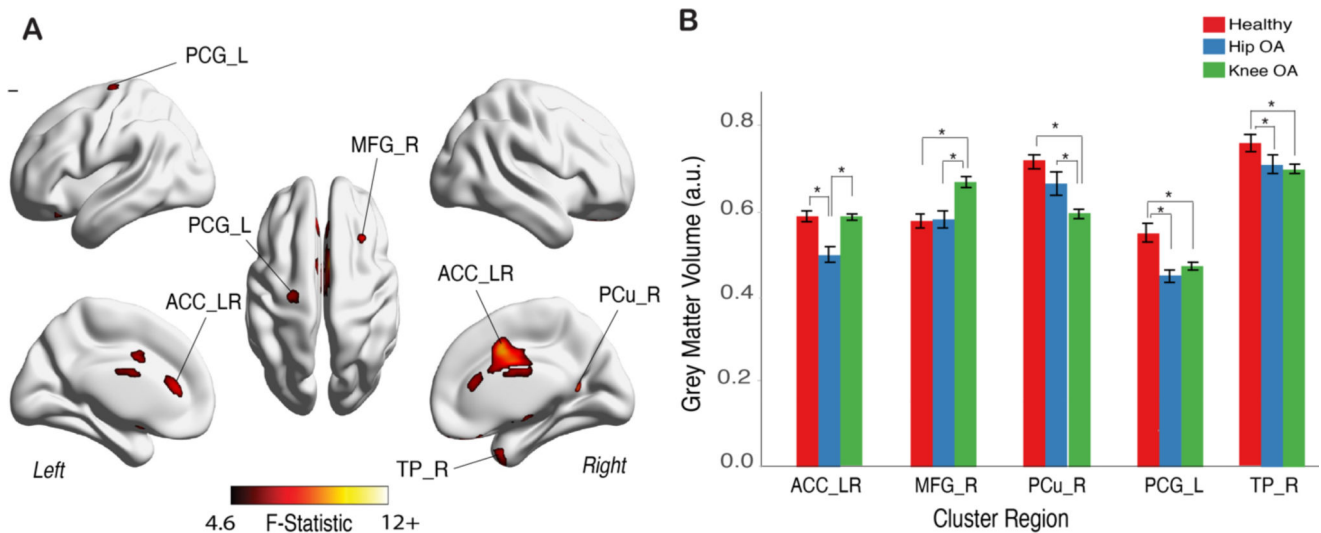 A
PCG_L
MFG_R
PCG_L
ACC_LR
ACC_LR
PCu_R
TP_R
Left
Right
4.6 F-Statistic 12+
B
Healthy
Hip OA
Knee OA
Grey Matter Volume (a.u.)
0.8
0.6
0.4
0.2
0.0
* * * * * * * * * *
ACC_LR MFG_R PCu_R PCG_L TP_R
Cluster Region